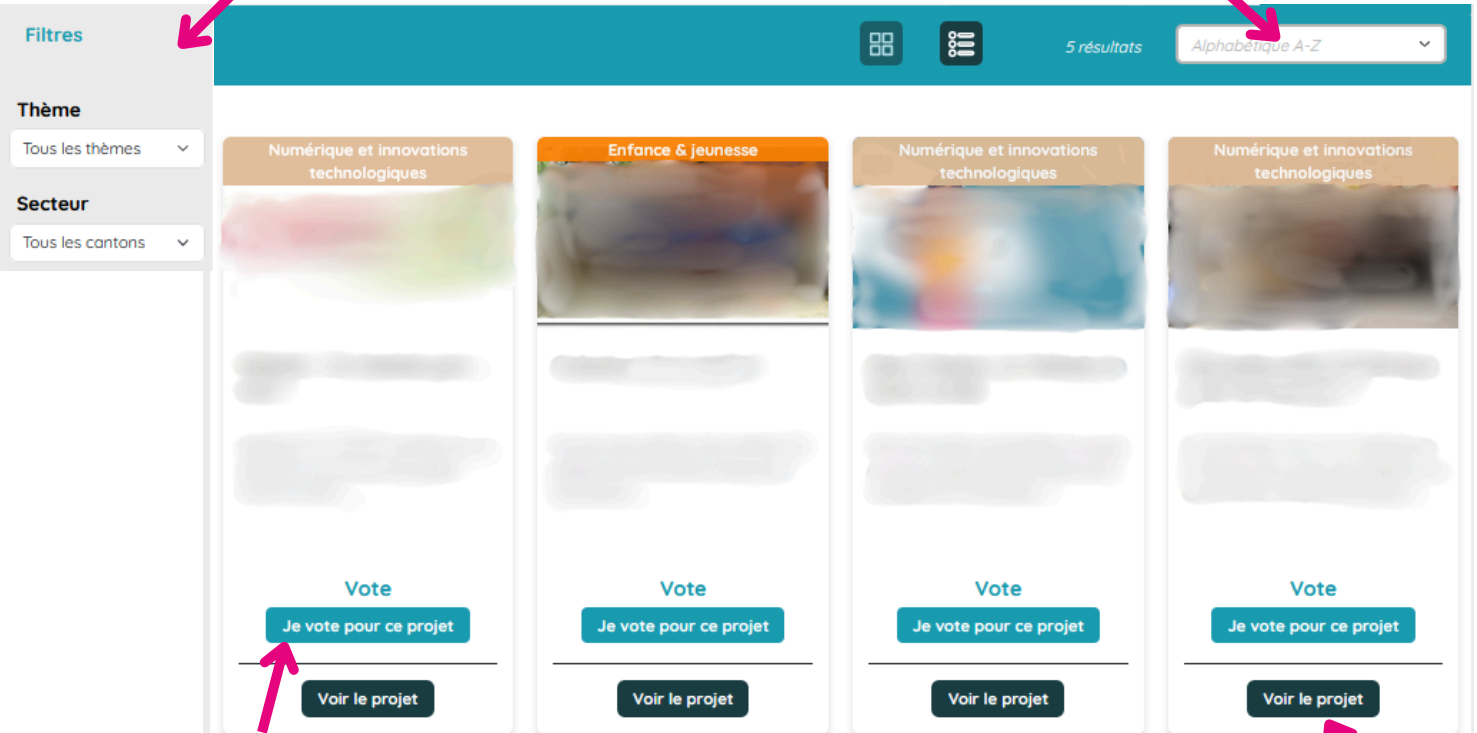 Filtres
5 résultats
Alphabétique A-Z
Thème
Tous les thèmes
Secteur
Tous les cantons
Numérique et innovations
technologiques
Enfance & jeunesse
Numérique et innovations
technologiques
Numérique et innovations
technologiques
Vote
Je vote pour ce projet
Voir le projet
Vote
Je vote pour ce projet
Voir le projet
Vote
Je vote pour ce projet
Voir le projet
Vote
Je vote pour ce projet
Voir le projet